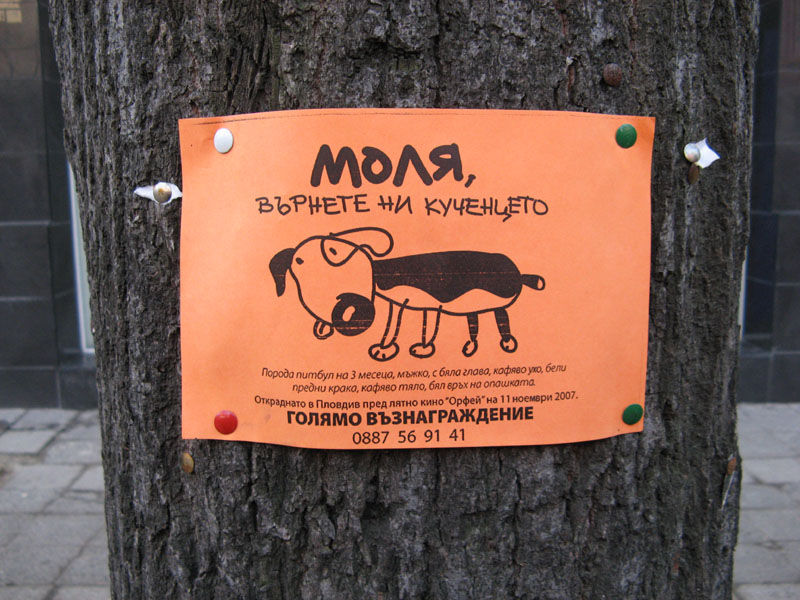 МОЛЯ,
ВЪРНЕТЕ НИ КУЧЕНЦЕТО
Порода питбул на 3 месеца, мъжко, с бяла глава, кафяво ухо, бели
предни крака, кафяво тяло, бял връх на опашката.
Откраднато в Пловдив пред лятно кино "Орфей" на 11 ноември 2007.
ГОЛЯМО ВЪЗНАГРАЖДЕНИЕ
0887 56 91 41